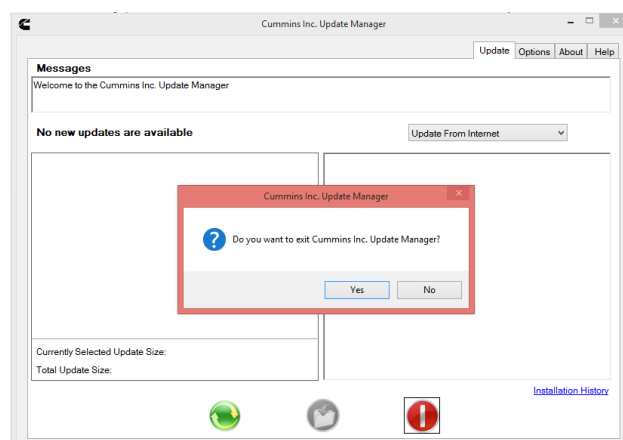 Cummins Inc. Update Manager
Update Options About Help
Messages
Welcome to the Cummins Inc. Update Manager
No new updates are available
Update From Internet
Cummins Inc. Update Manager
Do you want to exit Cummins Inc. Update Manager?
Yes No
Currently Selected Update Size:
Total Update Size:
Installation History